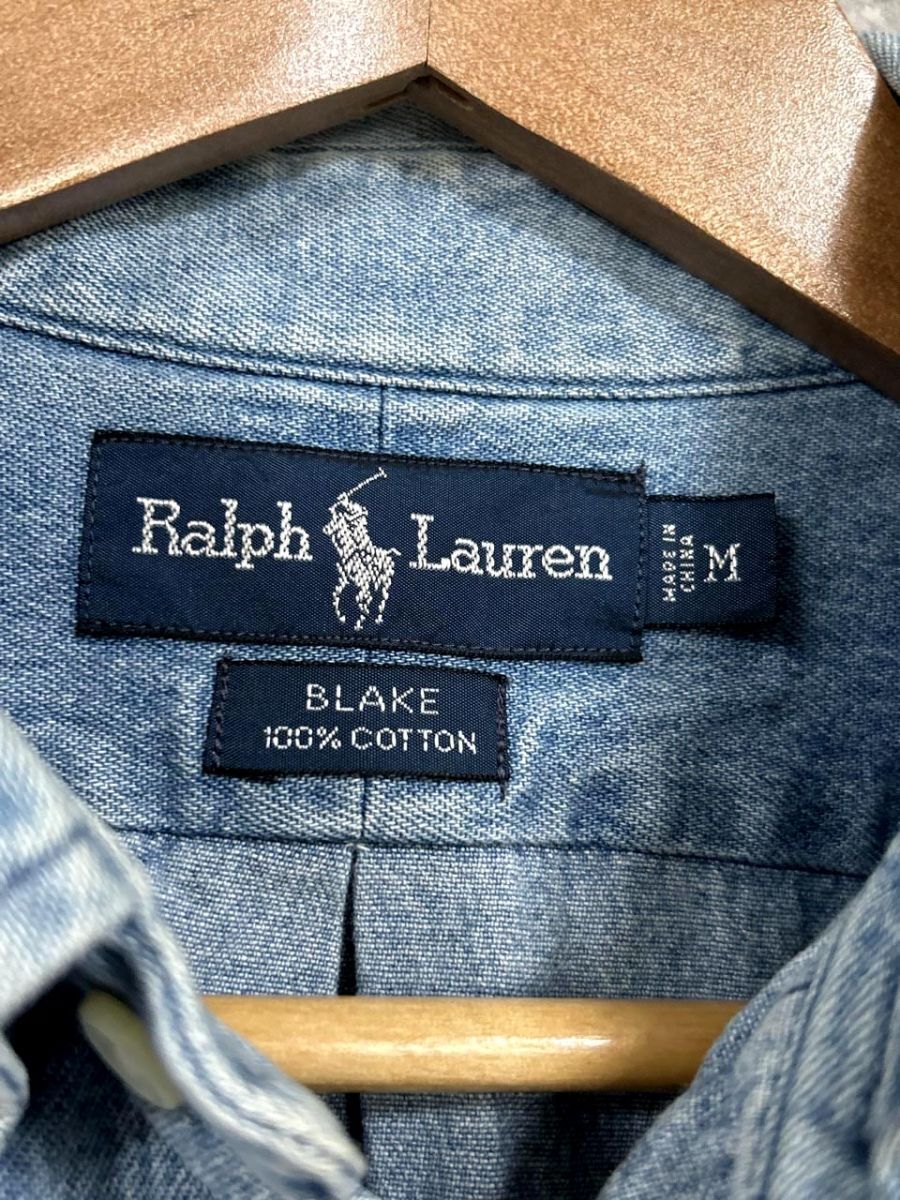 Ralph Lauren
MADE IN
CHINA
M
BLAKE
100% COTTON